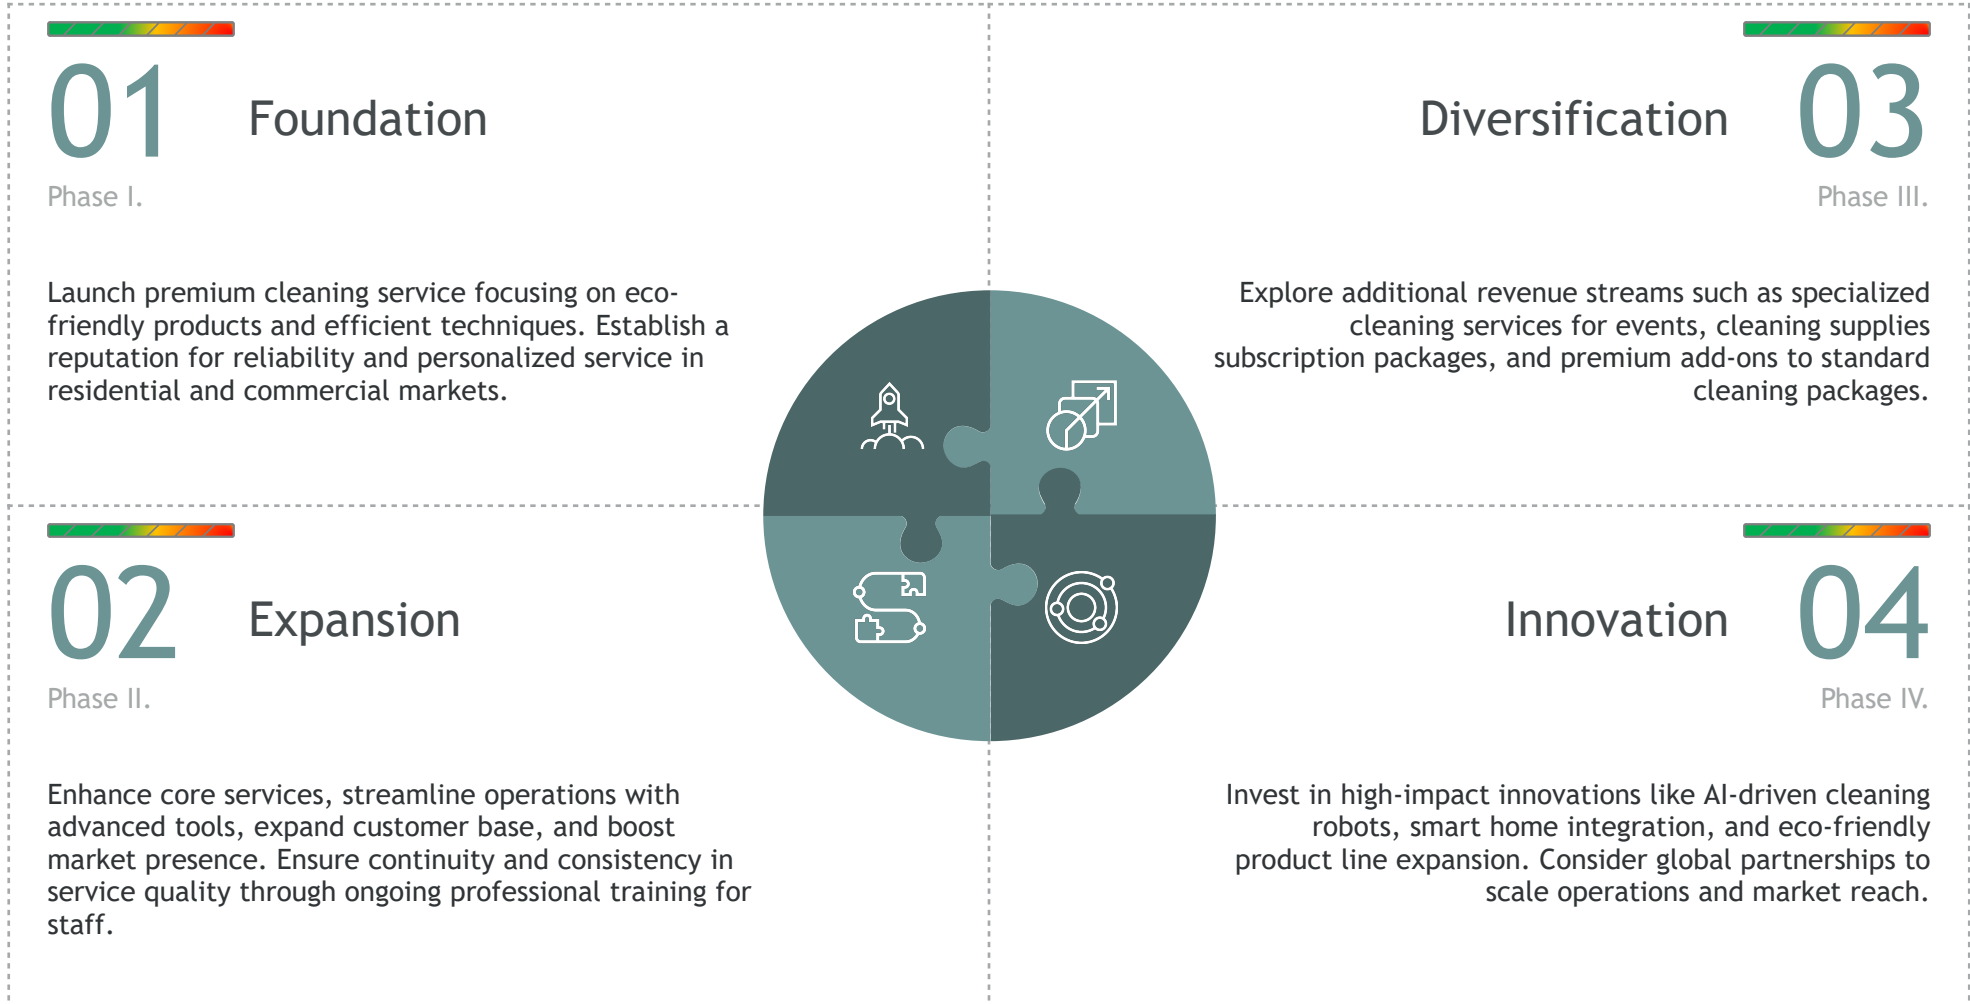 01
Foundation
Phase I.
Launch premium cleaning service focusing on eco-
friendly products and efficient techniques. Establish a
reputation for reliability and personalized service in
residential and commercial markets.
02
Expansion
Phase II.
Enhance core services, streamline operations with
advanced tools, expand customer base, and boost
market presence. Ensure continuity and consistency in
service quality through ongoing professional training for
staff.
Diversification
03
Phase III.
Explore additional revenue streams such as specialized
cleaning services for events, cleaning supplies
subscription packages, and premium add-ons to standard
cleaning packages.
Innovation
04
Phase IV.
Invest in high-impact innovations like AI-driven cleaning
robots, smart home integration, and eco-friendly
product line expansion. Consider global partnerships to
scale operations and market reach.